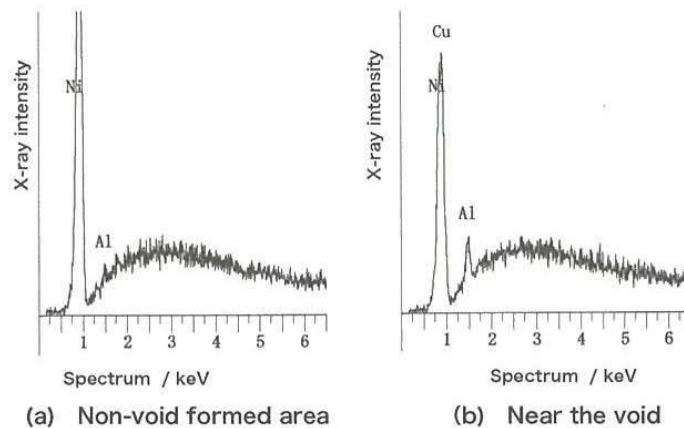 X-ray intensity
Ni
Al
1 2 3 4 5 6
Spectrum / keV
(a) Non-void formed area
X-ray intensity
Cu
Ni
Al
1 2 3 4 5 6
Spectrum / keV
(b) Near the void